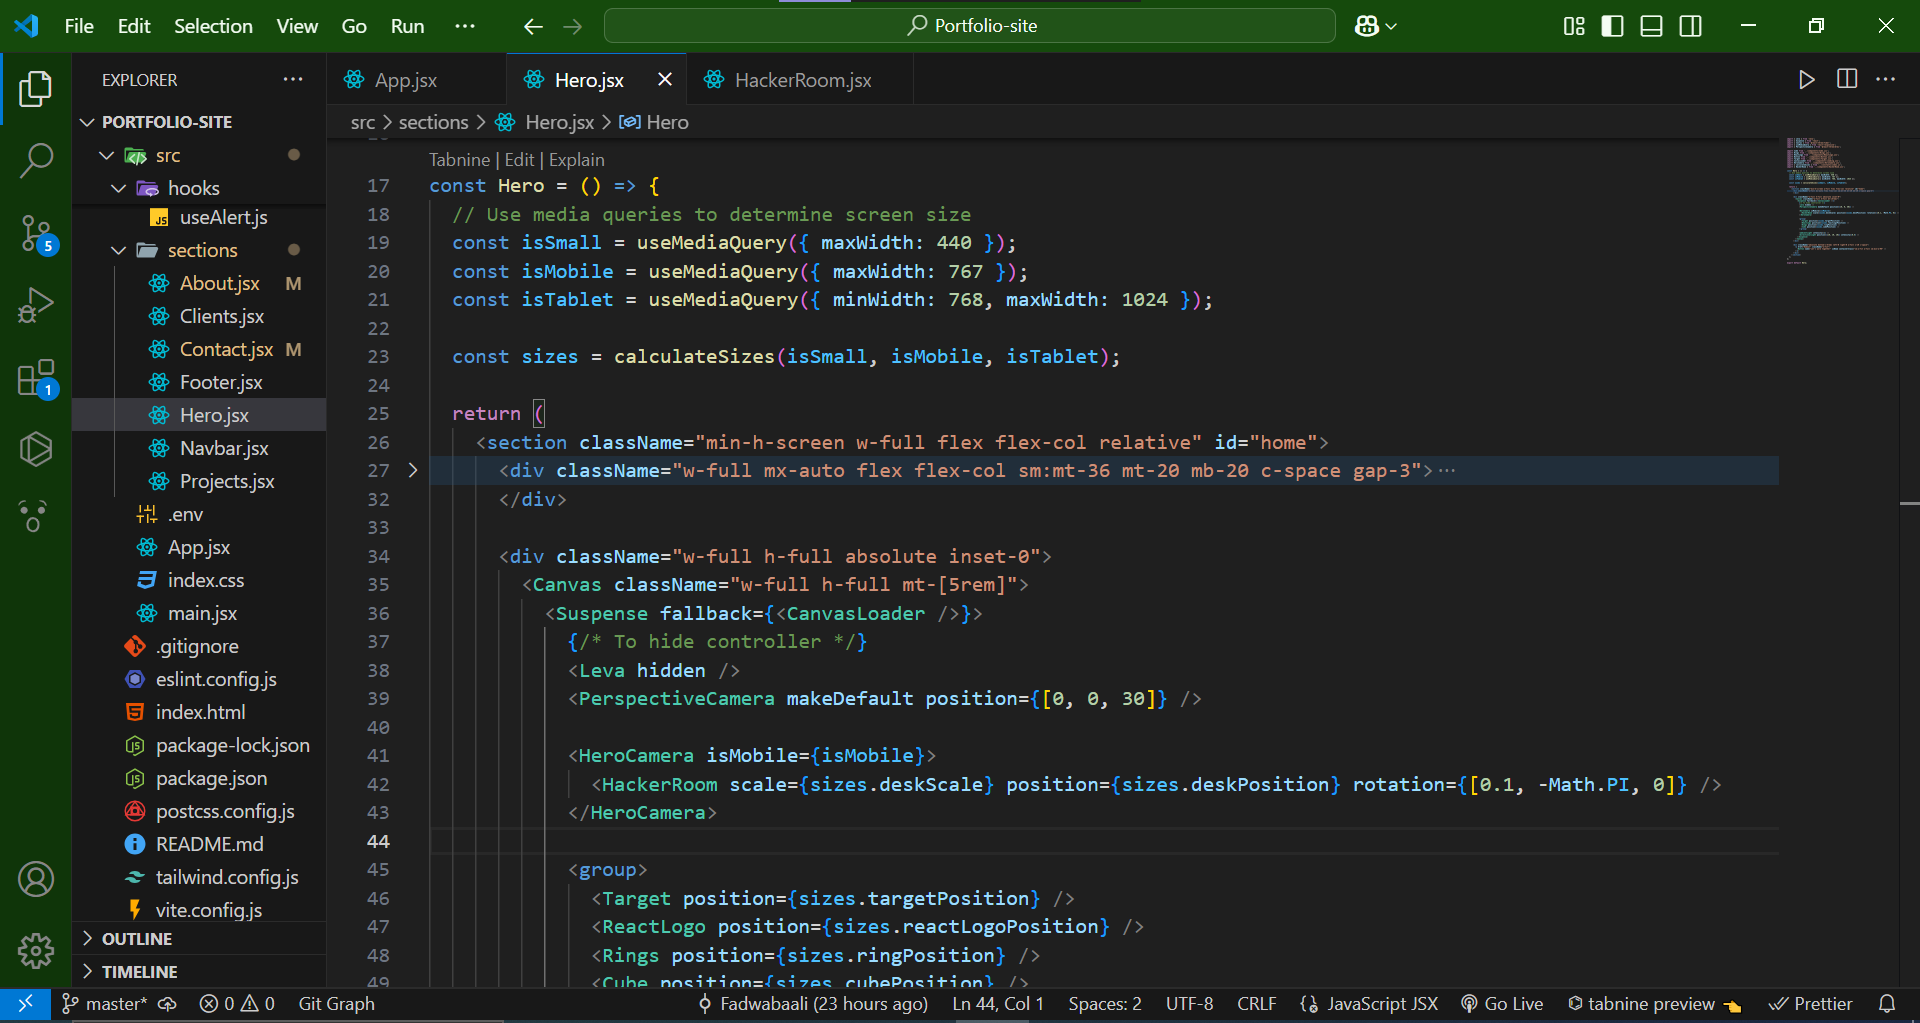 File Edit Selection View Go Run ··· Portfolio-site
EXPLORER ···
PORTFOLIO-SITE
src
hooks
useAlert.js
sections
About.jsx M
Clients.jsx
Contact.jsx M
Footer.jsx
Hero.jsx
Navbar.jsx
Projects.jsx
.env
App.jsx
index.css
main.jsx
.gitignore
eslint.config.js
index.html
package-lock.json
package.json
postcss.config.js
README.md
tailwind.config.js
vite.config.js
OUTLINE
TIMELINE
5
1
App.jsx Hero.jsx HackerRoom.jsx
src > sections > Hero.jsx > Hero
Tabnine | Edit | Explain
17 const Hero = () => {
18 // Use media queries to determine screen size
19 const isSmall = useMediaQuery({ maxWidth: 440 });
20 const isMobile = useMediaQuery({ maxWidth: 767 });
21 const isTablet = useMediaQuery({ minWidth: 768, maxWidth: 1024 });
22
23 const sizes = calculateSizes(isSmall, isMobile, isTablet);
24
25 return (
26 <section className="min-h-screen w-full flex flex-col relative" id="home">
27 <div className="w-full mx-auto flex flex-col sm:mt-36 mt-20 mb-20 c-space gap-3">···
32 </div>
33
34 <div className="w-full h-full absolute inset-0">
35 <Canvas className="w-full h-full mt-[5rem]">
36 <Suspense fallback={<CanvasLoader />}>
37 {/* To hide controller */}
38 <Leva hidden />
39 <PerspectiveCamera makeDefault position={[0, 0, 30]} />
40
41 <HeroCamera isMobile={isMobile}>
42 <HackerRoom scale={sizes.deskScale} position={sizes.deskPosition} rotation={[0.1, -Math.PI, 0]} />
43 </HeroCamera>
44
45 <group>
46 <Target position={sizes.targetPosition} />
47 <ReactLogo position={sizes.reactLogoPosition} />
48 <Rings position={sizes.ringPosition} />
49 <Cube position={sizes.cubePosition} />
master* 0 0 Git Graph Fadwabaali (23 hours ago) Ln 44, Col 1 Spaces: 2 UTF-8 CRLF JavaScript JSX Go Live tabnine preview Prettier